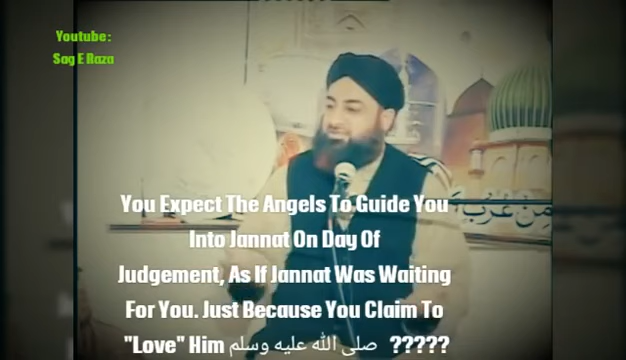 Youtube:
Sag E Raza
مِن غرب
You Expect The Angels To Guide You
Into Jannat On Day Of
Judgement, As If Jannat Was Waiting
For You. Just Because You Claim To
"Love" Him صلى الله عليه وسلم ?????